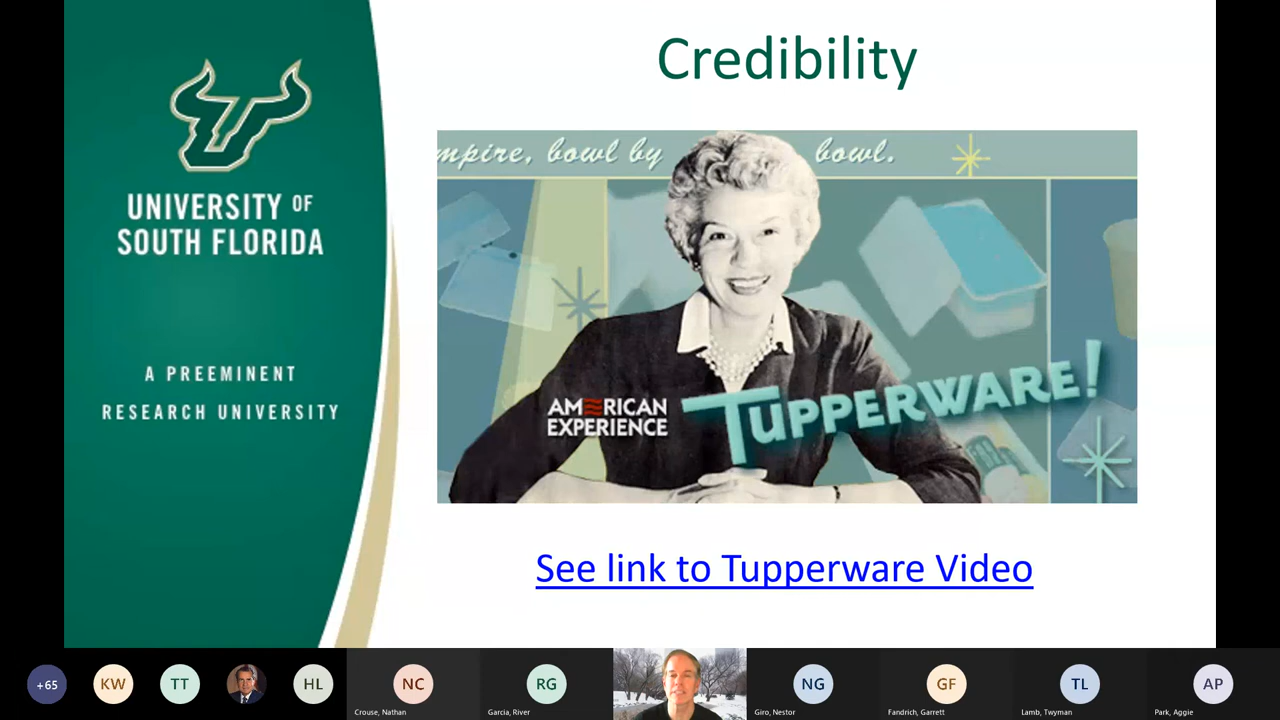 Credibility
UNIVERSITY OF
SOUTH FLORIDA
A PREEMINENT
RESEARCH UNIVERSITY
mpire, bowl by bowl.
AMERICAN
EXPERIENCE
TUPPERWARE!
See link to Tupperware Video
+65
KW
TT
HL
NC
Crouse, Nathan
RG
Garcia, River
NG
Giro, Nestor
GF
Fandrich, Garrett
TL
Lamb, Twyman
AP
Park, Aggie